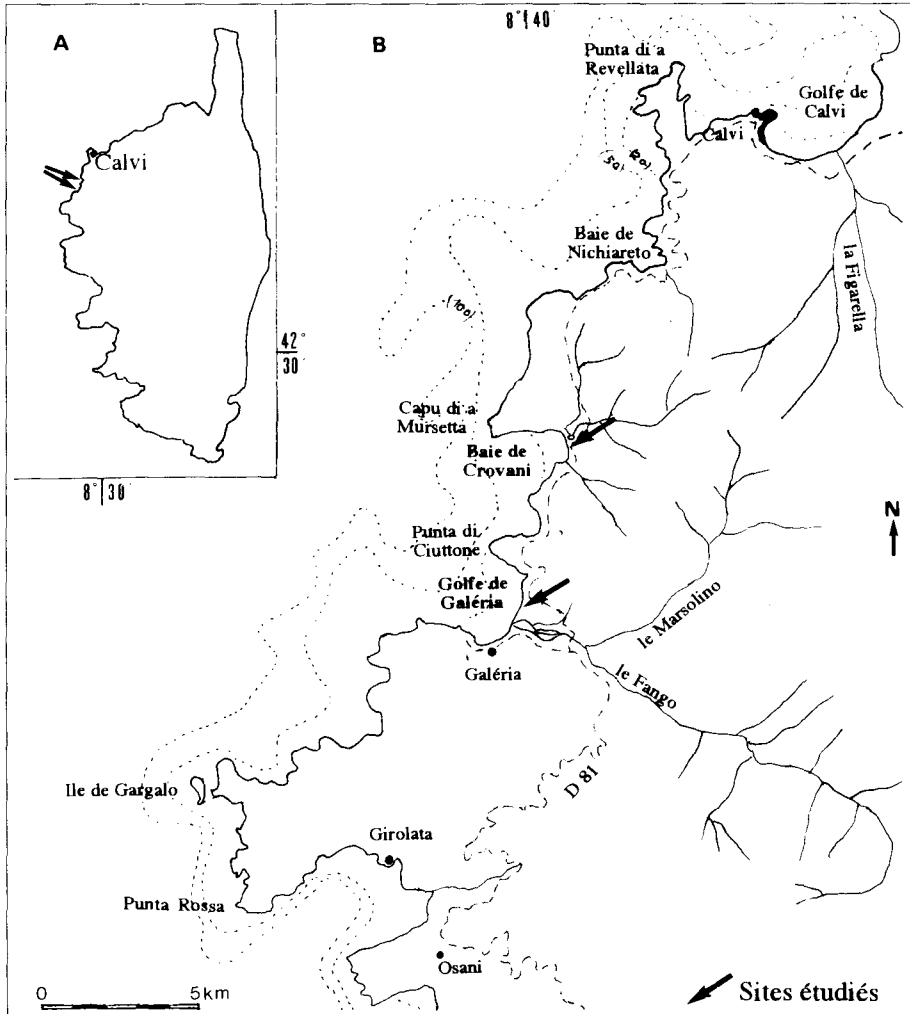 A
B
8° 40
Punta di a
Revellata
Golfe de
Calvi
Calvi
Calvi
(50)
(20)
Baie de
Nichiareto
la Figarella
(100)
42°
30
Capu di a
Mursetta
Baie de
Crovani
8° 30
N
Punta di
Ciuttone
Golfe de
Galéria
le Marsolino
Galéria
le Fango
D 81
Ile de Gargalo
Girolata
Punta Rossa
Osani
0 5km
Sites étudiés